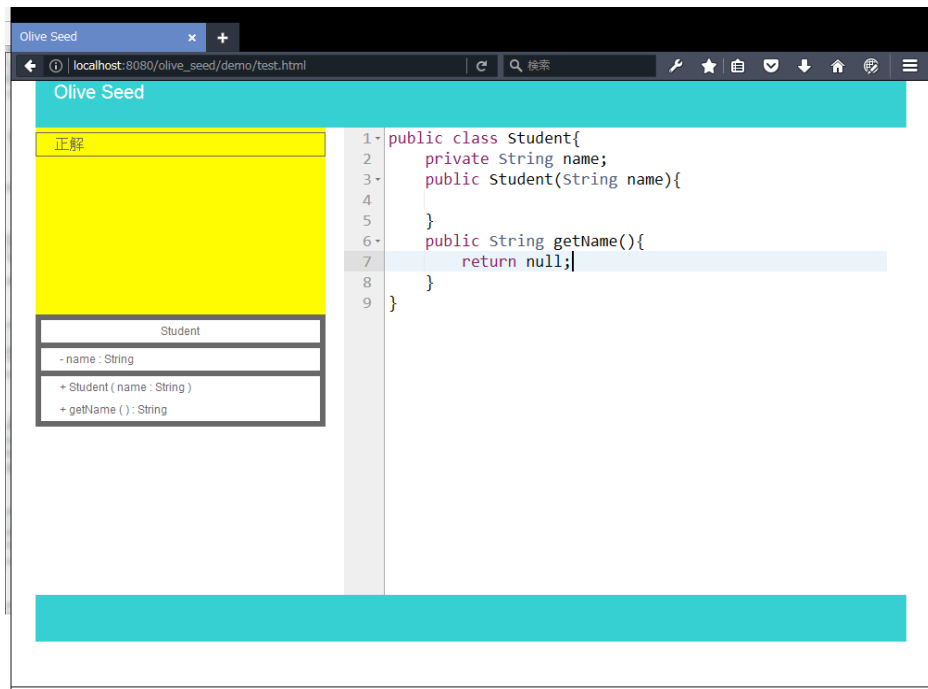 Olive Seed
localhost:8080/olive_seed/demo/test.html
検索
Olive Seed
正解
Student
- name : String
+ Student ( name : String )
+ getName ( ) : String
1 public class Student{
2     private String name;
3     public Student(String name){
4
5     }
6     public String getName(){
7         return null;
8     }
9 }